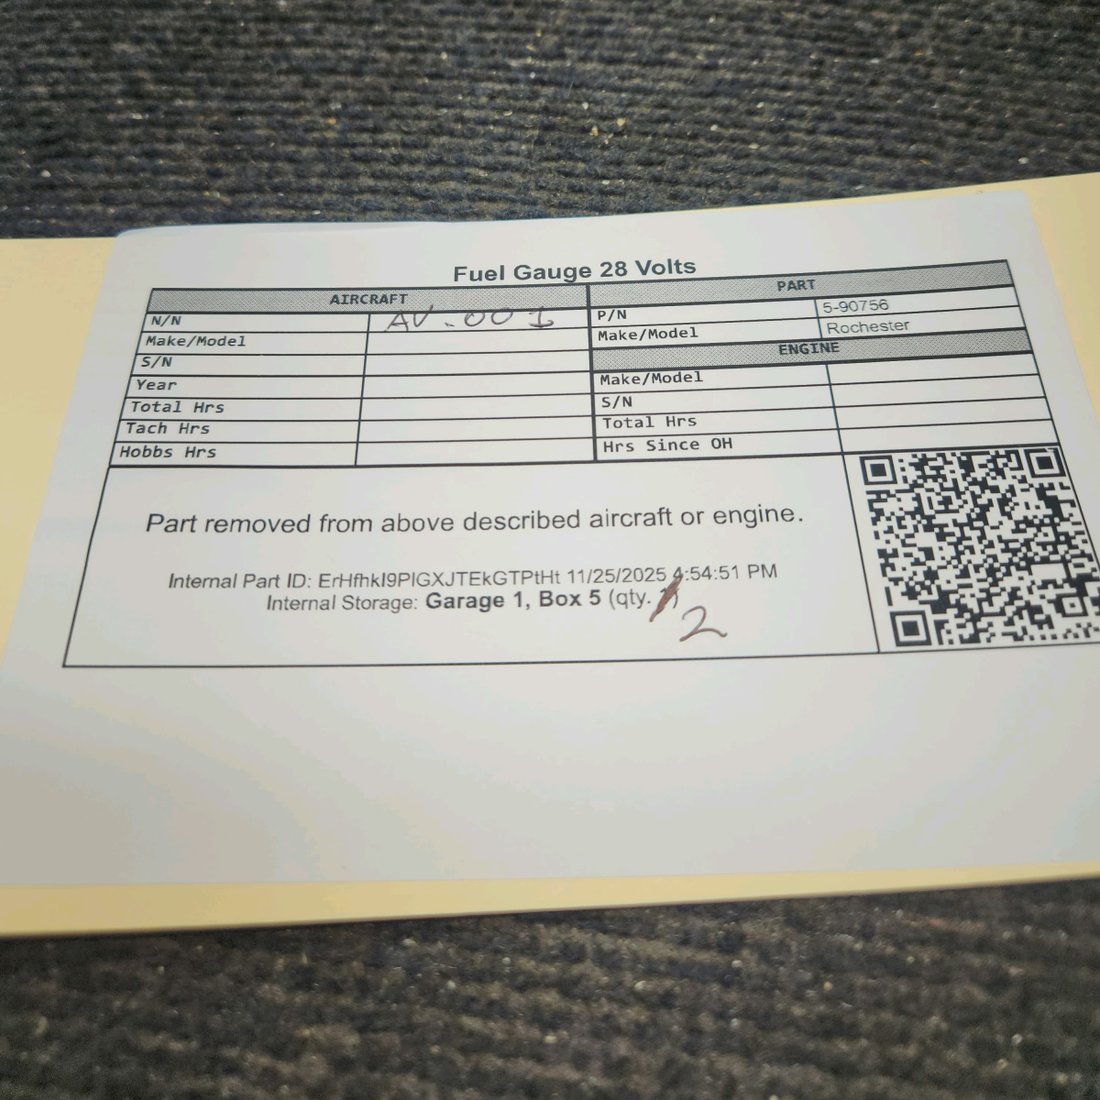 Fuel Gauge 28 Volts
AIRCRAFT
N/N AV-001
Make/Model
S/N
Year
Total Hrs
Tach Hrs
Hobbs Hrs
PART
P/N 5-90756
Make/Model Rochester
ENGINE
Make/Model
S/N
Total Hrs
Hrs Since OH
Part removed from above described aircraft or engine.
Internal Part ID: ErHfhkI9PIGXJTEkGTPtHt 11/25/2025 4:54:51 PM
Internal Storage: Garage 1, Box 5 (qty. )
2